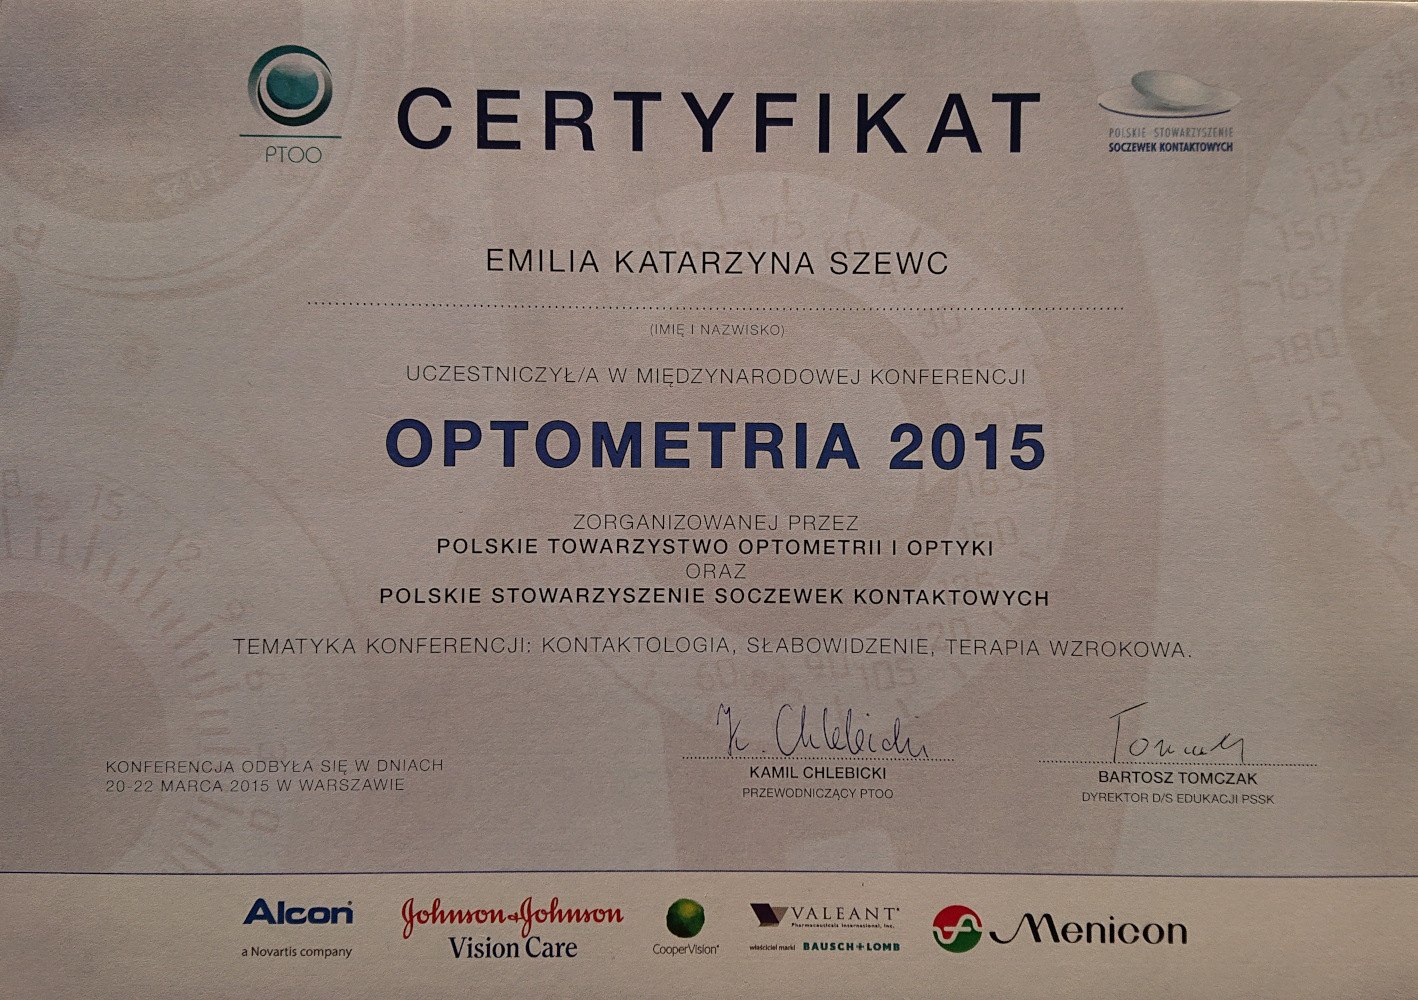 PTOO
CERTYFIKAT
POLSKIE STOWARZYSZENIE
SOCZEWEK KONTAKTOWYCH
EMILIA KATARZYNA SZEWC
(IMIĘ I NAZWISKO)
UCZESTNICZYŁ/A W MIĘDZYNARODOWEJ KONFERENCJI
OPTOMETRIA 2015
ZORGANIZOWANEJ PRZEZ
POLSKIE TOWARZYSTWO OPTOMETRII I OPTYKI
ORAZ
POLSKIE STOWARZYSZENIE SOCZEWEK KONTAKTOWYCH
TEMATYKA KONFERENCJI: KONTAKTOLOGIA, SŁABOWIDZENIE, TERAPIA WZROKOWA.
K. Chlebicki
KAMIL CHLEBICKI
PRZEWODNICZĄCY PTOO
BARTOSZ TOMCZAK
DYREKTOR D/S EDUKACJI PSSK
KONFERENCJA ODBYŁA SIĘ W DNIACH
20-22 MARCA 2015 W WARSZAWIE
Alcon
a Novartis company
Johnson & Johnson
Vision Care
CooperVision
VALEANT
Pharmaceuticals International, Inc.
właściciel marki BAUSCH + LOMB
Menicon